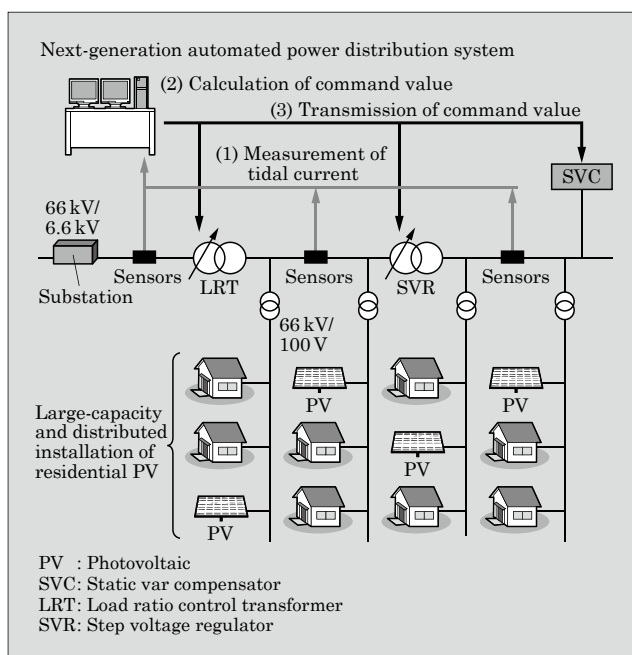 Next-generation automated power distribution system
(2) Calculation of command value
(3) Transmission of command value
(1) Measurement of
tidal current
SVC
66 kV/
6.6 kV
Substation
Sensors
LRT
Sensors
SVR
Sensors
66 kV/
100 V
Large-capacity
and distributed
installation of
residential PV
PV
PV
PV
PV
PV : Photovoltaic
SVC: Static var compensator
LRT: Load ratio control transformer
SVR: Step voltage regulator